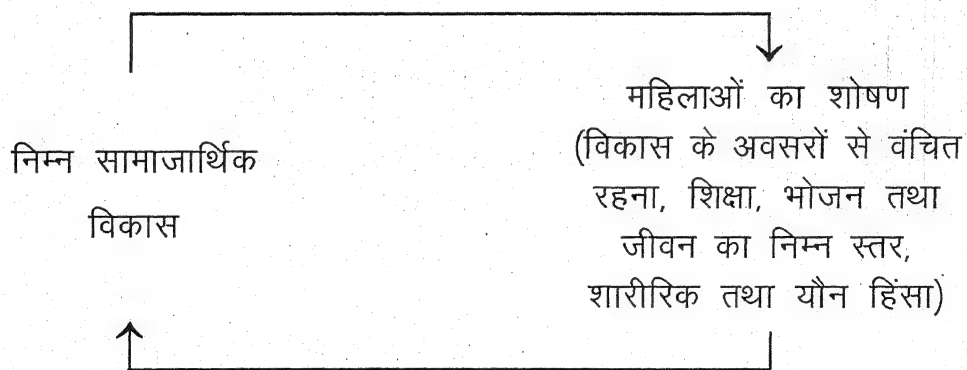 महिलाओं का शोषण
निम्न सामाजार्थिक
(विकास के अवसरों से वंचित
रहना, शिक्षा, भोजन तथा
विकास
जीवन का निम्न स्तर,
शारीरिक तथा यौन हिंसा)